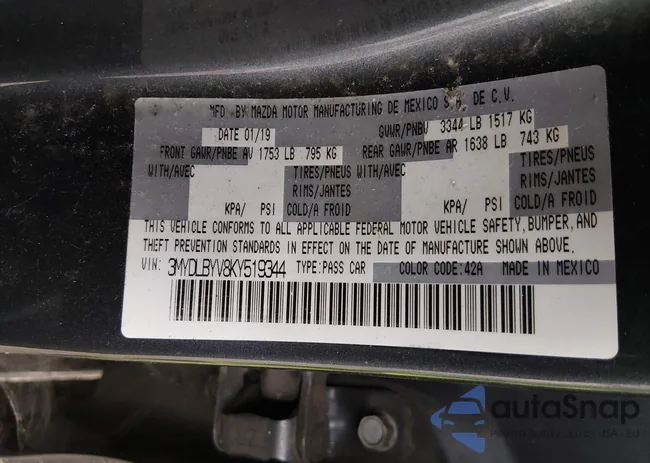 MFD BY MAZDA MOTOR MANUFACTURING DE MEXICO S.A. DE C.V.
DATE 01/19 GVWR/PNBV 3344 LB 1517 KG
FRONT GAWR/PNBE AV 1753 LB 795 KG REAR GAWR/PNBE AR 1638 LB 743 KG
WITH/AVEC TIRES/PNEUS WITH/AVEC TIRES/PNEUS
RIMS/JANTES RIMS/JANTES
KPA/ PSI COLD/A FROID KPA/ PSI COLD/A FROID
THIS VEHICLE CONFORMS TO ALL APPLICABLE FEDERAL MOTOR VEHICLE SAFETY, BUMPER, AND
THEFT PREVENTION STANDARDS IN EFFECT ON THE DATE OF MANUFACTURE SHOWN ABOVE.
VIN: 3MYDLBYV8KY519344 TYPE: PASS CAR COLOR CODE: 42A MADE IN MEXICO
autoSnap